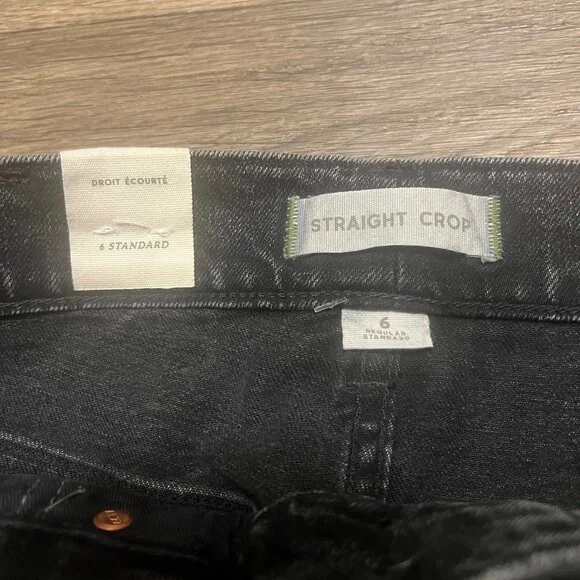 DROIT ÉCOURTÉ
6 STANDARD
STRAIGHT CROP
6
REGULAR
STANDARD